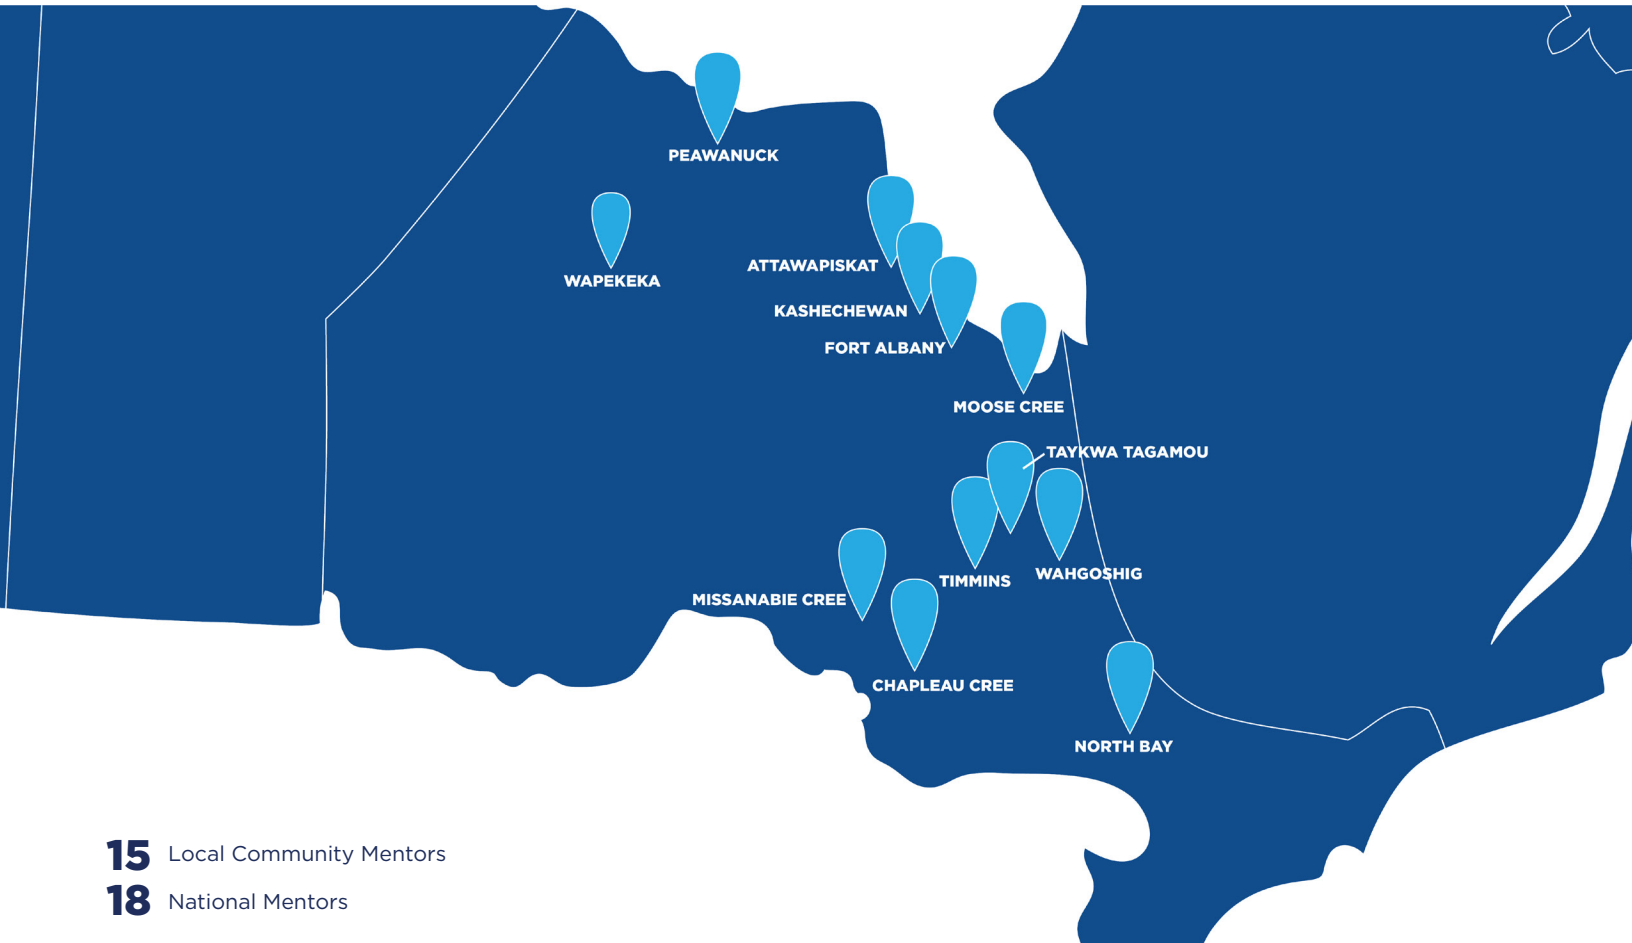 PEAWANUCK
WAPEKEKA
ATTAWAPISKAT
KASHECHEWAN
FORT ALBANY
MOOSE CREE
TAYKWA TAGAMOU
TIMMINS
WAHGOSHIG
MISSANABIE CREE
CHAPLEAU CREE
NORTH BAY
15 Local Community Mentors
18 National Mentors